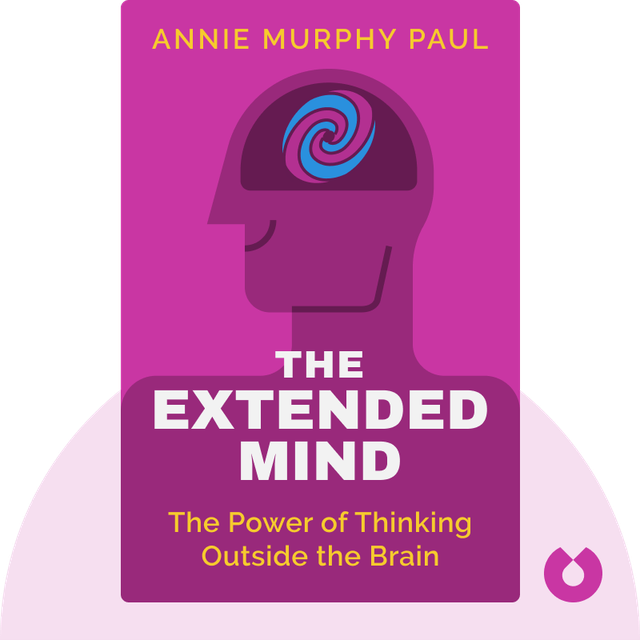 ANNIE MURPHY PAUL
THE
EXTENDED
MIND
The Power of Thinking
Outside the Brain